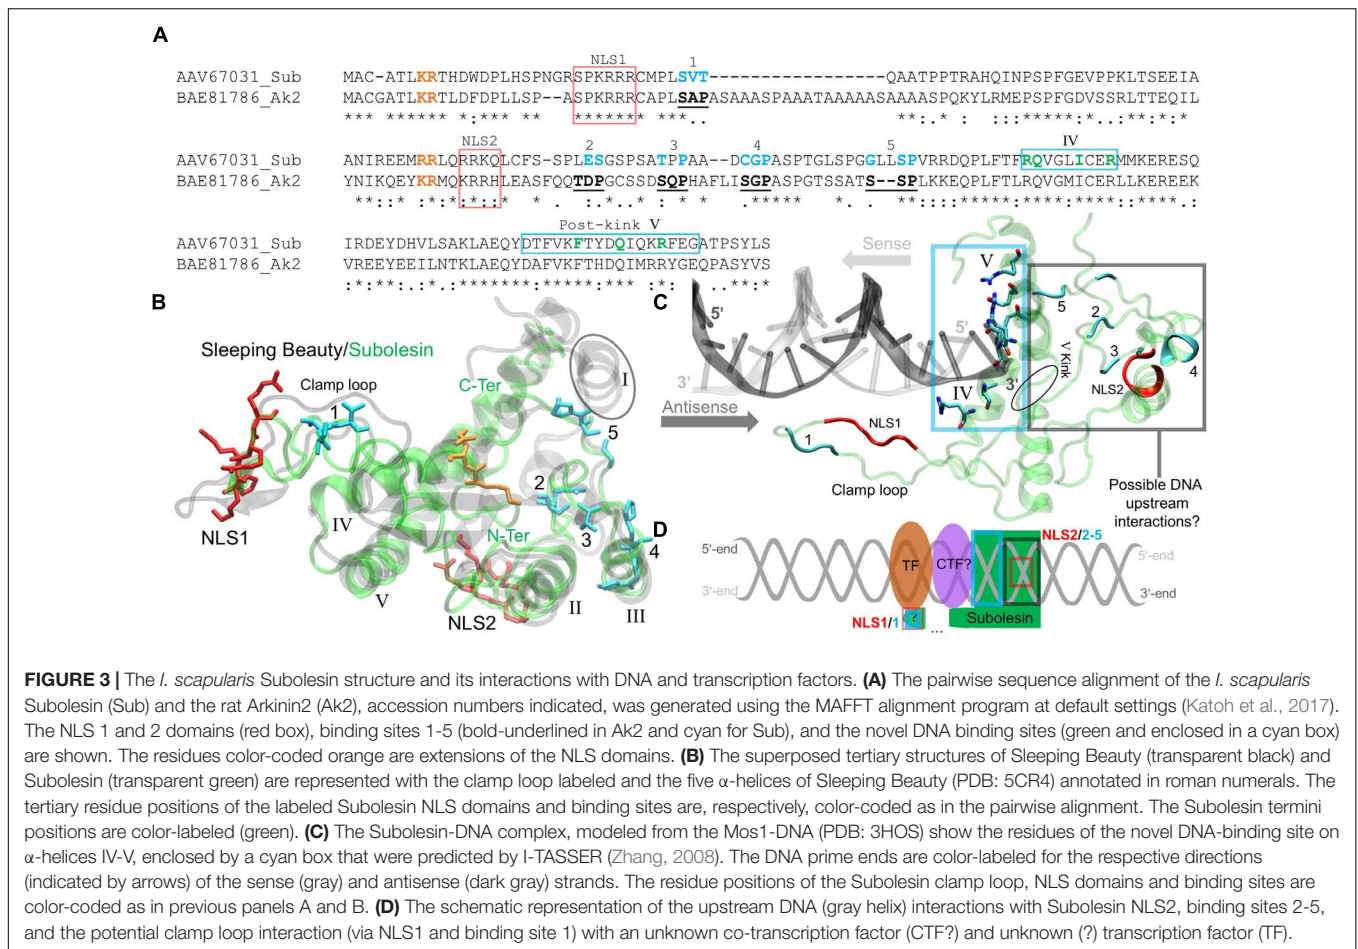 A
NLS1 1
AAV67031_Sub MAC-ATLKRTHDWDPLHSPNGRSPKRRRCMPLSVT------------------QAATPPTRAHQINPSPFGEVPPKLTSEEIA
BAE81786_Ak2 MACGATLKRTLDFDPLLSP--ASPKRRRCAPLSAPASAAASPAAATAAAAASAAAASPQKYLRMEPSPFGDVSSRLTTEQIL
NLS2 2 3 4 5 IV
AAV67031_Sub ANIREEMRRLQRRKQLCFSS-SPLESGSPSATPPAA--DCGPASPTGLSPGGLLSPVRRDQPLFTFRQVGLICERMMKERESQ
BAE81786_Ak2 YNIKQEYKRMQKRRHLEASFQQTDPGCSSDSQPHAFLISGPASPGTSSATS--SPLKKEQPLFTLRQVGMICERLLKEREEK
Post-kink V
AAV67031_Sub IRDEYDHVLSAKLAEQYDTFVKFTYDQIQKRFEGATPSYLS
BAE81786_Ak2 VREEYEEILNTKLAEQYDAFVKFTHDQIMRRYGEQPASYVS
B
Sleeping Beauty/Subolesin
Clamp loop
1
C-Ter
I
5
2
N-Ter
3
4
NLS1
IV
V
NLS2
II
III
C
Sense
5'
5'
3'
3'
Antisense
V
IV
5
2
3
4
V Kink
NLS2
NLS1
1
Clamp loop
Possible DNA
upstream
interactions?
D
NLS2/2-5
5'-end
5'-end
TF
CTF?
3'-end
3'-end
NLS1/1
?
...
Subolesin
FIGURE 3 | The I. scapularis Subolesin structure and its interactions with DNA and transcription factors. (A) The pairwise sequence alignment of the I. scapularis
Subolesin (Sub) and the rat Arkinin2 (Ak2), accession numbers indicated, was generated using the MAFFT alignment program at default settings (Katoh et al., 2017).
The NLS 1 and 2 domains (red box), binding sites 1-5 (bold-underlined in Ak2 and cyan for Sub), and the novel DNA binding sites (green and enclosed in a cyan box)
are shown. The residues color-coded orange are extensions of the NLS domains. (B) The superposed tertiary structures of Sleeping Beauty (transparent black) and
Subolesin (transparent green) are represented with the clamp loop labeled and the five α-helices of Sleeping Beauty (PDB: 5CR4) annotated in roman numerals. The
tertiary residue positions of the labeled Subolesin NLS domains and binding sites are, respectively, color-coded as in the pairwise alignment. The Subolesin termini
positions are color-labeled (green). (C) The Subolesin-DNA complex, modeled from the Mos1-DNA (PDB: 3HOS) show the residues of the novel DNA-binding site on
α-helices IV-V, enclosed by a cyan box that were predicted by I-TASSER (Zhang, 2008). The DNA prime ends are color-labeled for the respective directions
(indicated by arrows) of the sense (gray) and antisense (dark gray) strands. The residue positions of the Subolesin clamp loop, NLS domains and binding sites are
color-coded as in previous panels A and B. (D) The schematic representation of the upstream DNA (gray helix) interactions with Subolesin NLS2, binding sites 2-5,
and the potential clamp loop interaction (via NLS1 and binding site 1) with an unknown co-transcription factor (CTF?) and unknown (?) transcription factor (TF).